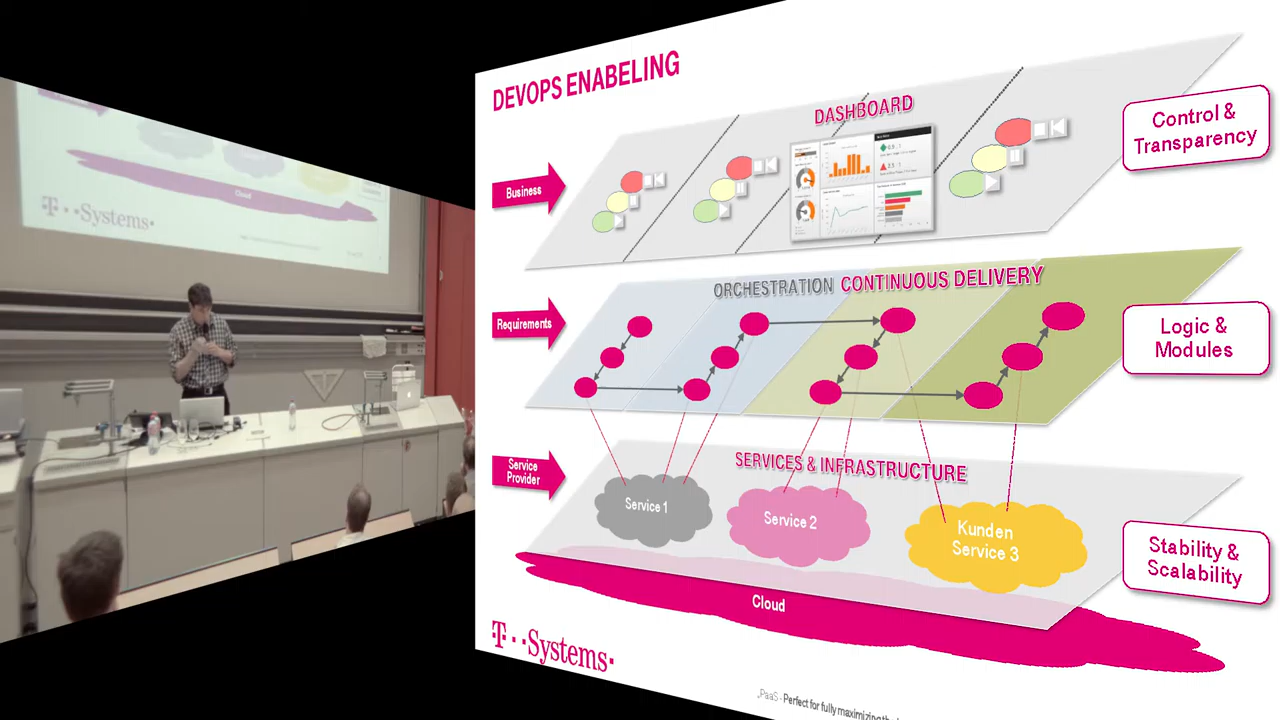 DEVOPS ENABELING
DASHBOARD
Control &
Transparency
Business
ORCHESTRATION CONTINUOUS DELIVERY
Requirements
Logic &
Modules
SERVICES & INFRASTRUCTURE
Service
Provider
Service 1
Service 2
Kunden
Service 3
Stability &
Scalability
Cloud
T··Systems·
„PaaS - Perfect for fully maximizing the
Cloud
T··Systems·